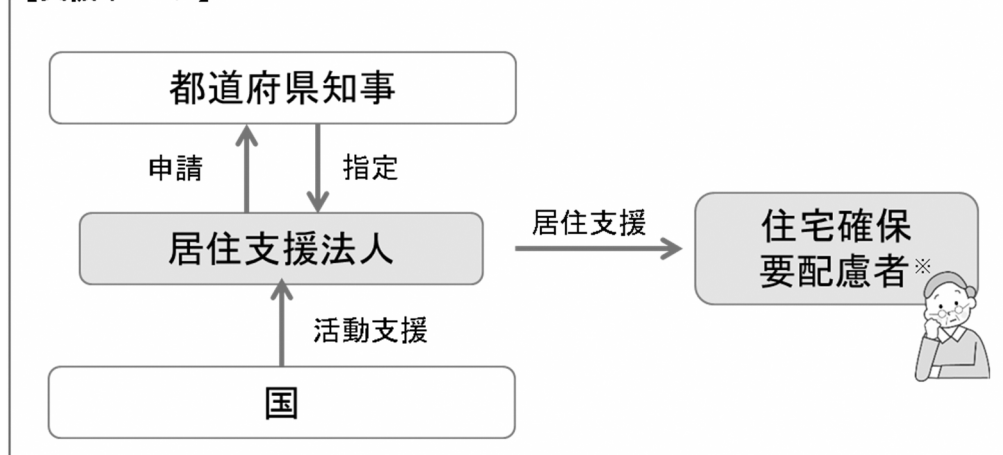 都道府県知事
申請
指定
居住支援法人
居住支援
住宅確保
要配慮者※
活動支援
国